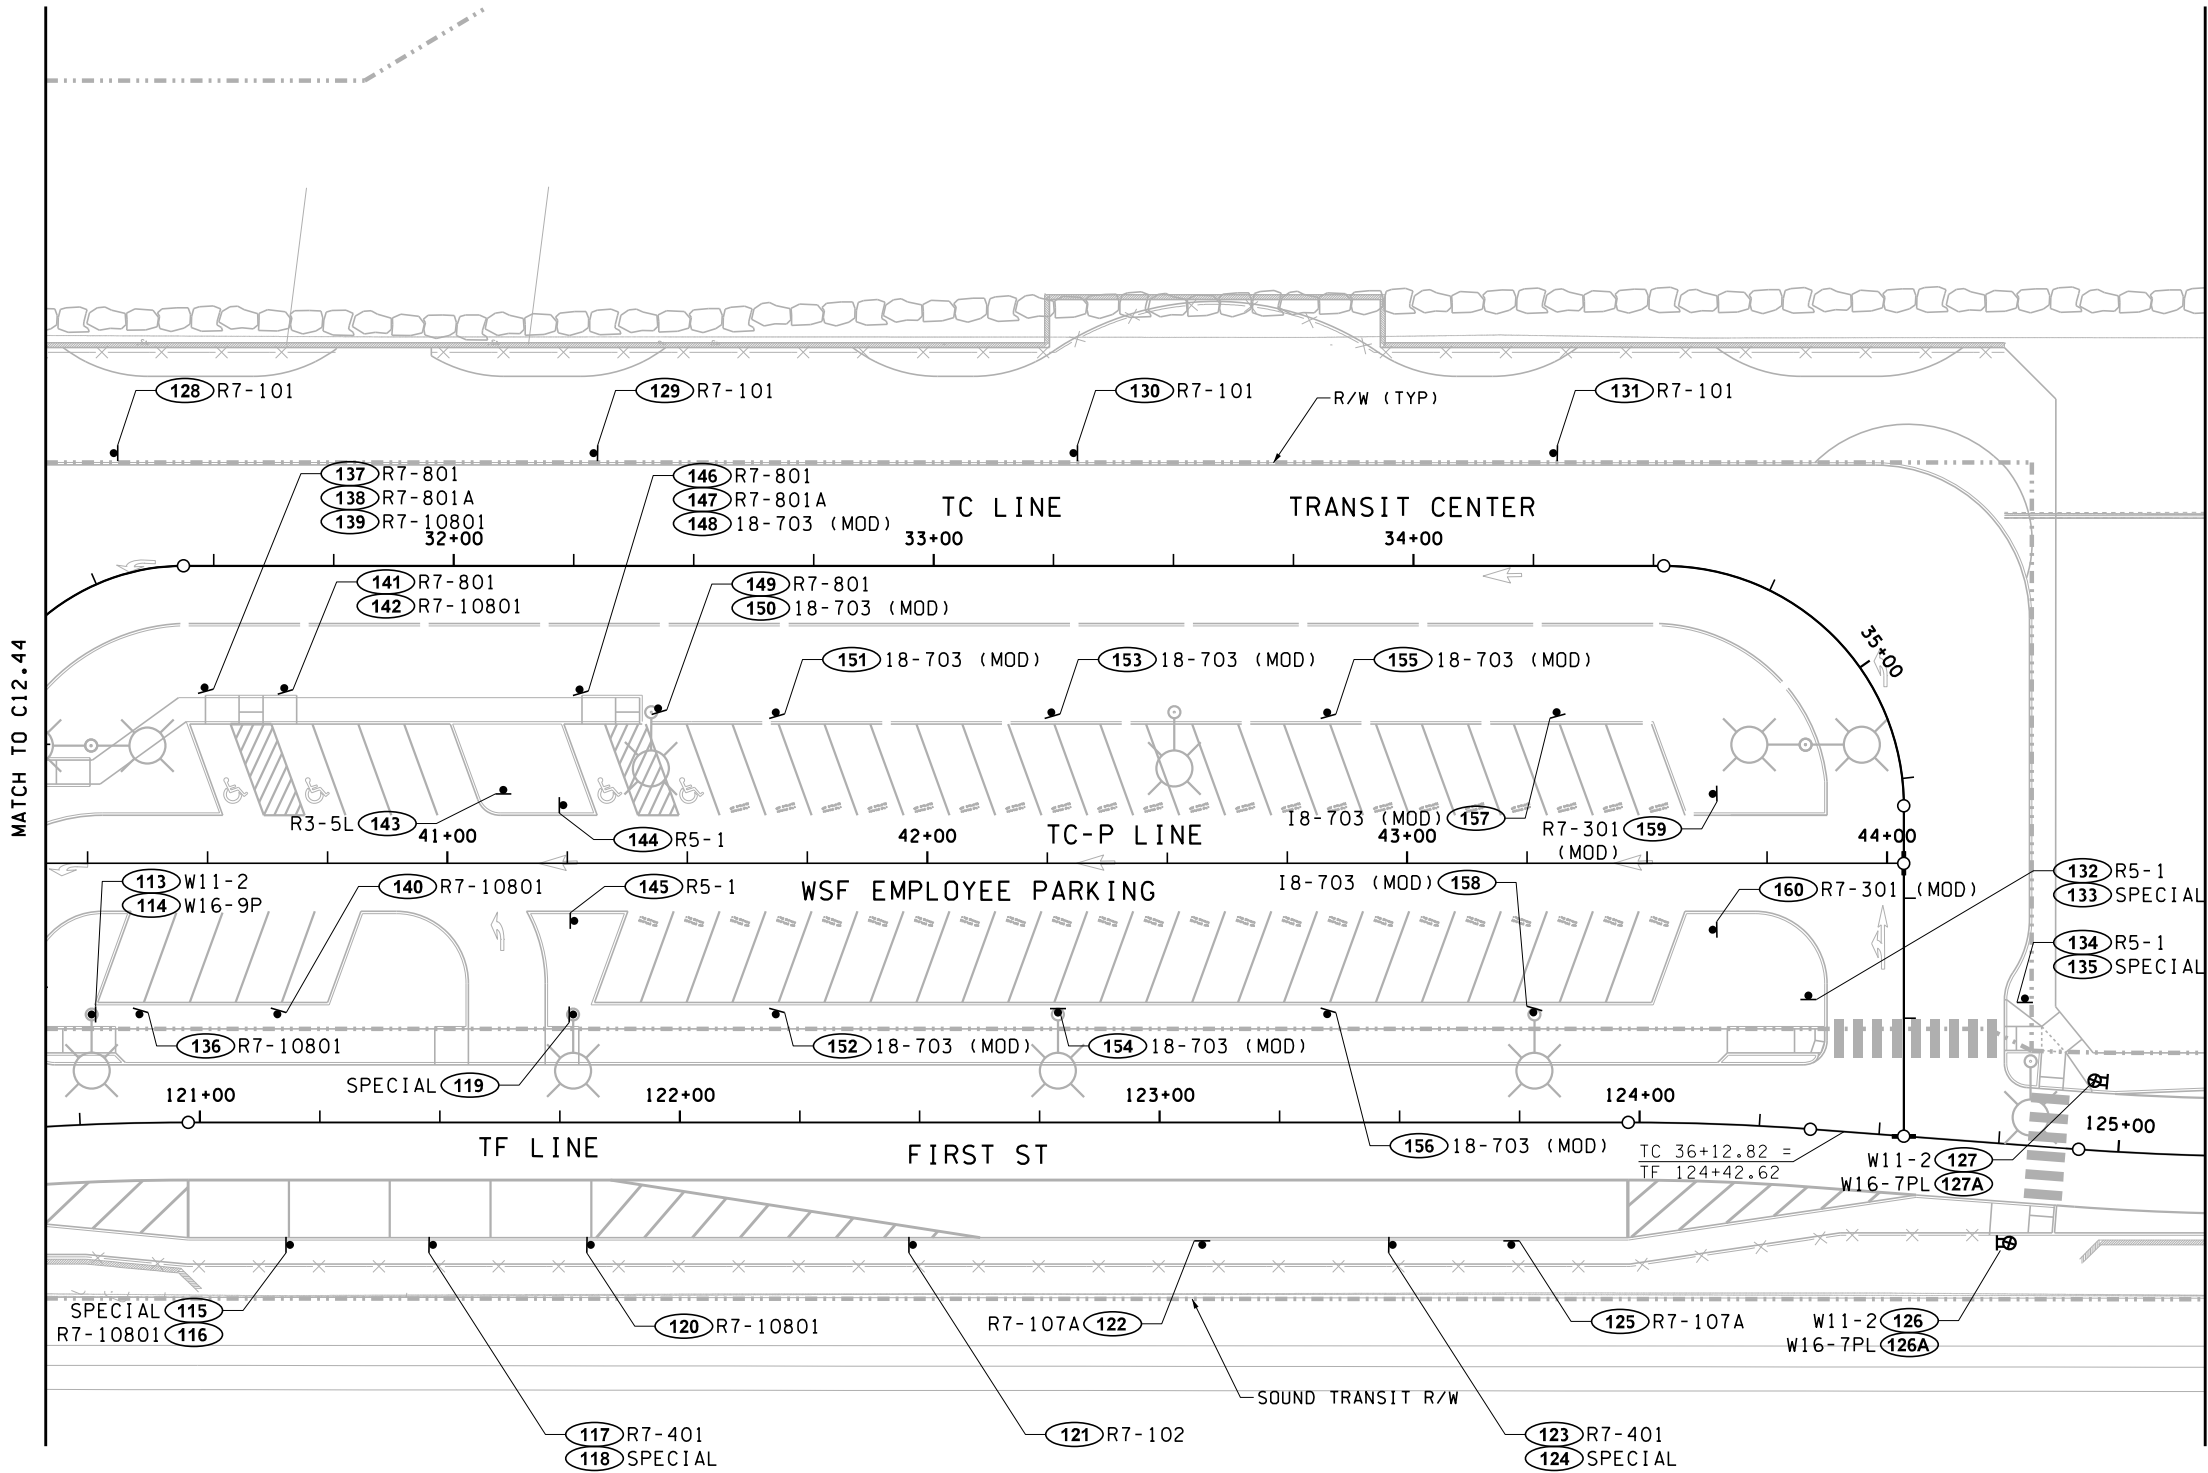 128 R7-101
129 R7-101
130 R7-101
R/W (TYP)
131 R7-101
137 R7-801
138 R7-801A
139 R7-10801
146 R7-801
147 R7-801A
148 18-703 (MOD)
TC LINE
TRANSIT CENTER
32+00
33+00
34+00
141 R7-801
142 R7-10801
149 R7-801
150 18-703 (MOD)
35+00
151 18-703 (MOD)
153 18-703 (MOD)
155 18-703 (MOD)
MATCH TO C12.44
R3-5L 143
41+00
144 R5-1
42+00
TC-P LINE
I8-703 (MOD) 157
43+00
R7-301 159
(MOD)
44+00
113 W11-2
114 W16-9P
140 R7-10801
145 R5-1
WSF EMPLOYEE PARKING
I8-703 (MOD) 158
160 R7-301 (MOD)
132 R5-1
133 SPECIAL
134 R5-1
135 SPECIAL
136 R7-10801
SPECIAL 119
152 18-703 (MOD)
154 18-703 (MOD)
121+00
122+00
123+00
124+00
125+00
TF LINE
FIRST ST
156 18-703 (MOD)
TC 36+12.82 =
TF 124+42.62
W11-2 127
W16-7PL 127A
SPECIAL 115
R7-10801 116
120 R7-10801
R7-107A 122
125 R7-107A
W11-2 126
W16-7PL 126A
SOUND TRANSIT R/W
117 R7-401
118 SPECIAL
121 R7-102
123 R7-401
124 SPECIAL